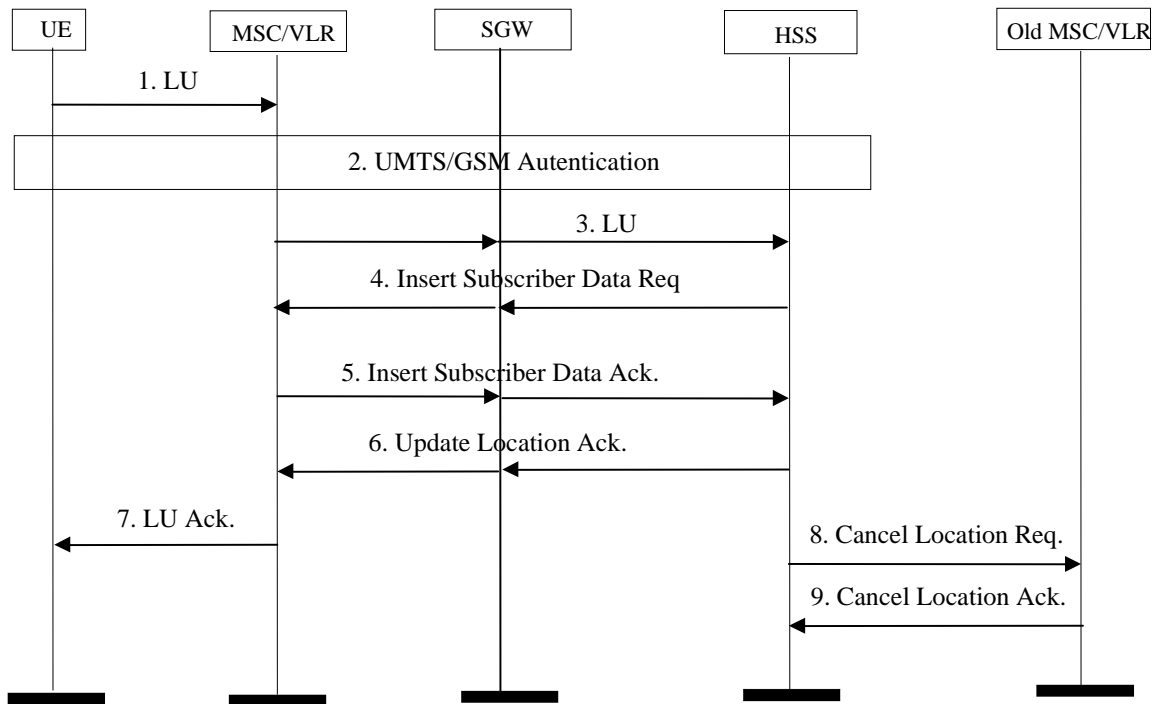 UE
MSC/VLR
SGW
HSS
Old MSC/VLR
1. LU
2. UMTS/GSM Autentication
3. LU
4. Insert Subscriber Data Req
5. Insert Subscriber Data Ack.
6. Update Location Ack.
7. LU Ack.
8. Cancel Location Req.
9. Cancel Location Ack.